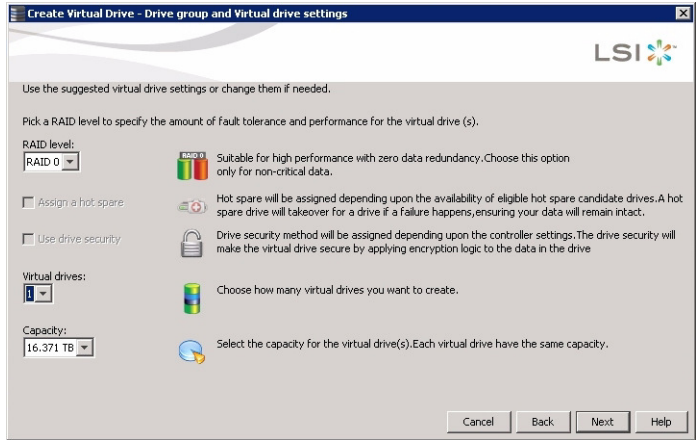 Create Virtual Drive - Drive group and Virtual drive settings
LSI
Use the suggested virtual drive settings or change them if needed.
Pick a RAID level to specify the amount of fault tolerance and performance for the virtual drive (s).
RAID level:
RAID 0
RAID 0
Suitable for high performance with zero data redundancy.Choose this option
only for non-critical data.
Assign a hot spare
Hot spare will be assigned depending upon the availability of eligible hot spare candidate drives.A hot
spare drive will takeover for a drive if a failure happens,ensuring your data will remain intact.
Use drive security
Drive security method will be assigned depending upon the controller settings.The drive security will
make the virtual drive secure by applying encryption logic to the data in the drive
Virtual drives:
1
Choose how many virtual drives you want to create.
Capacity:
16.371 TB
Select the capacity for the virtual drive(s).Each virtual drive have the same capacity.
Cancel
Back
Next
Help